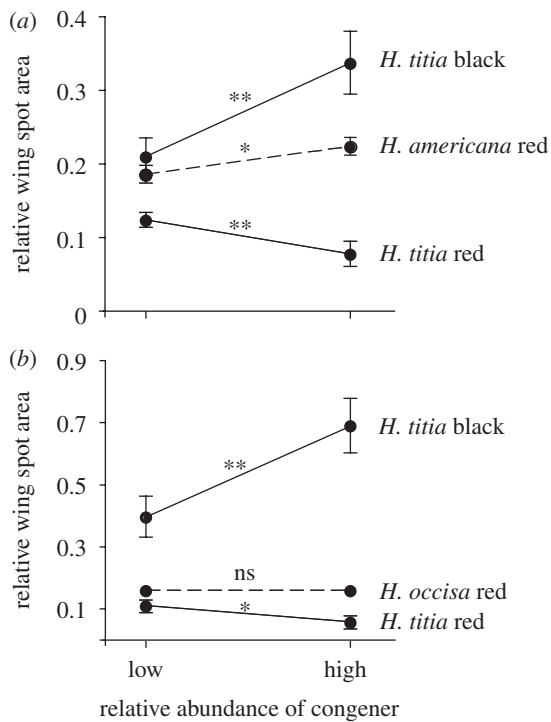 (a)
0.4
0.3
0.2
0.1
0
relative wing spot area
**
*
**
H. titia black
H. americana red
H. titia red
(b)
0.9
0.7
0.5
0.3
0.1
relative wing spot area
**
ns
*
H. titia black
H. occisa red
H. titia red
low high
relative abundance of congener